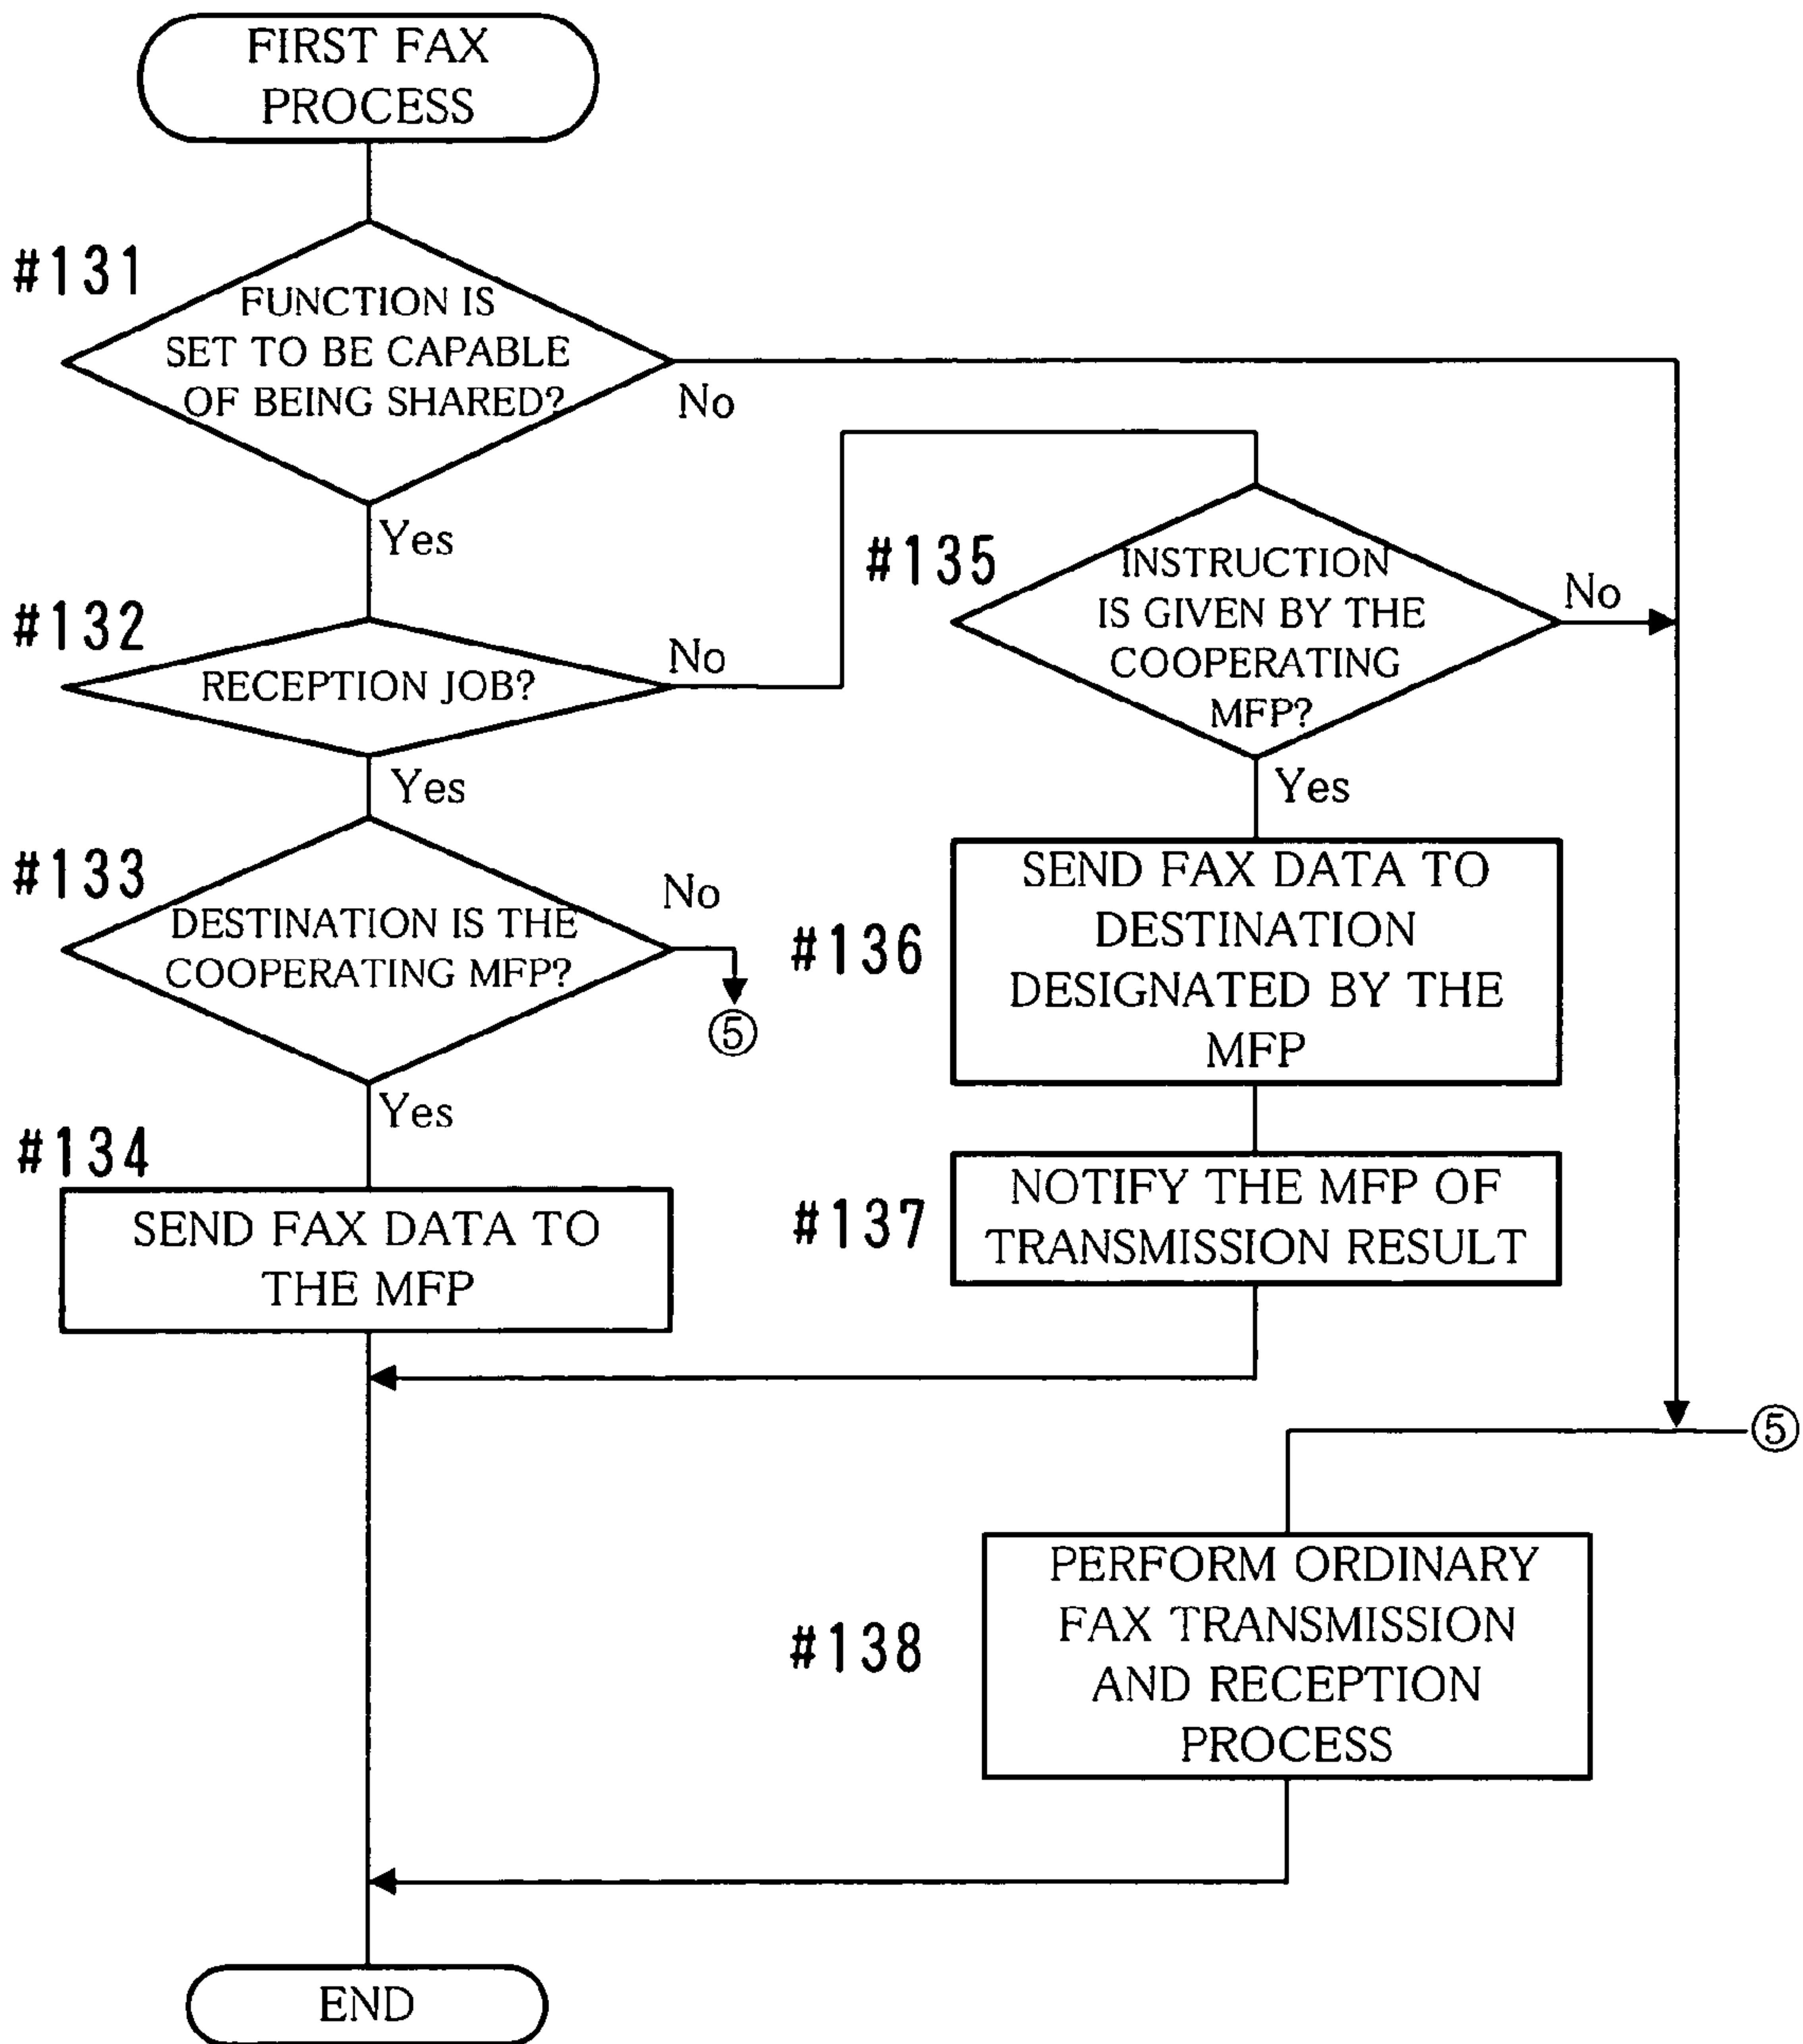 FIRST FAX
PROCESS
#131
FUNCTION IS
SET TO BE CAPABLE
OF BEING SHARED?
No
Yes
#132
RECEPTION JOB?
No
Yes
#133
DESTINATION IS THE
COOPERATING MFP?
No
⑤
Yes
#134
SEND FAX DATA TO
THE MFP
#135
INSTRUCTION
IS GIVEN BY THE
COOPERATING
MFP?
No
Yes
#136
SEND FAX DATA TO
DESTINATION
DESIGNATED BY THE
MFP
#137
NOTIFY THE MFP OF
TRANSMISSION RESULT
⑤
#138
PERFORM ORDINARY
FAX TRANSMISSION
AND RECEPTION
PROCESS
END